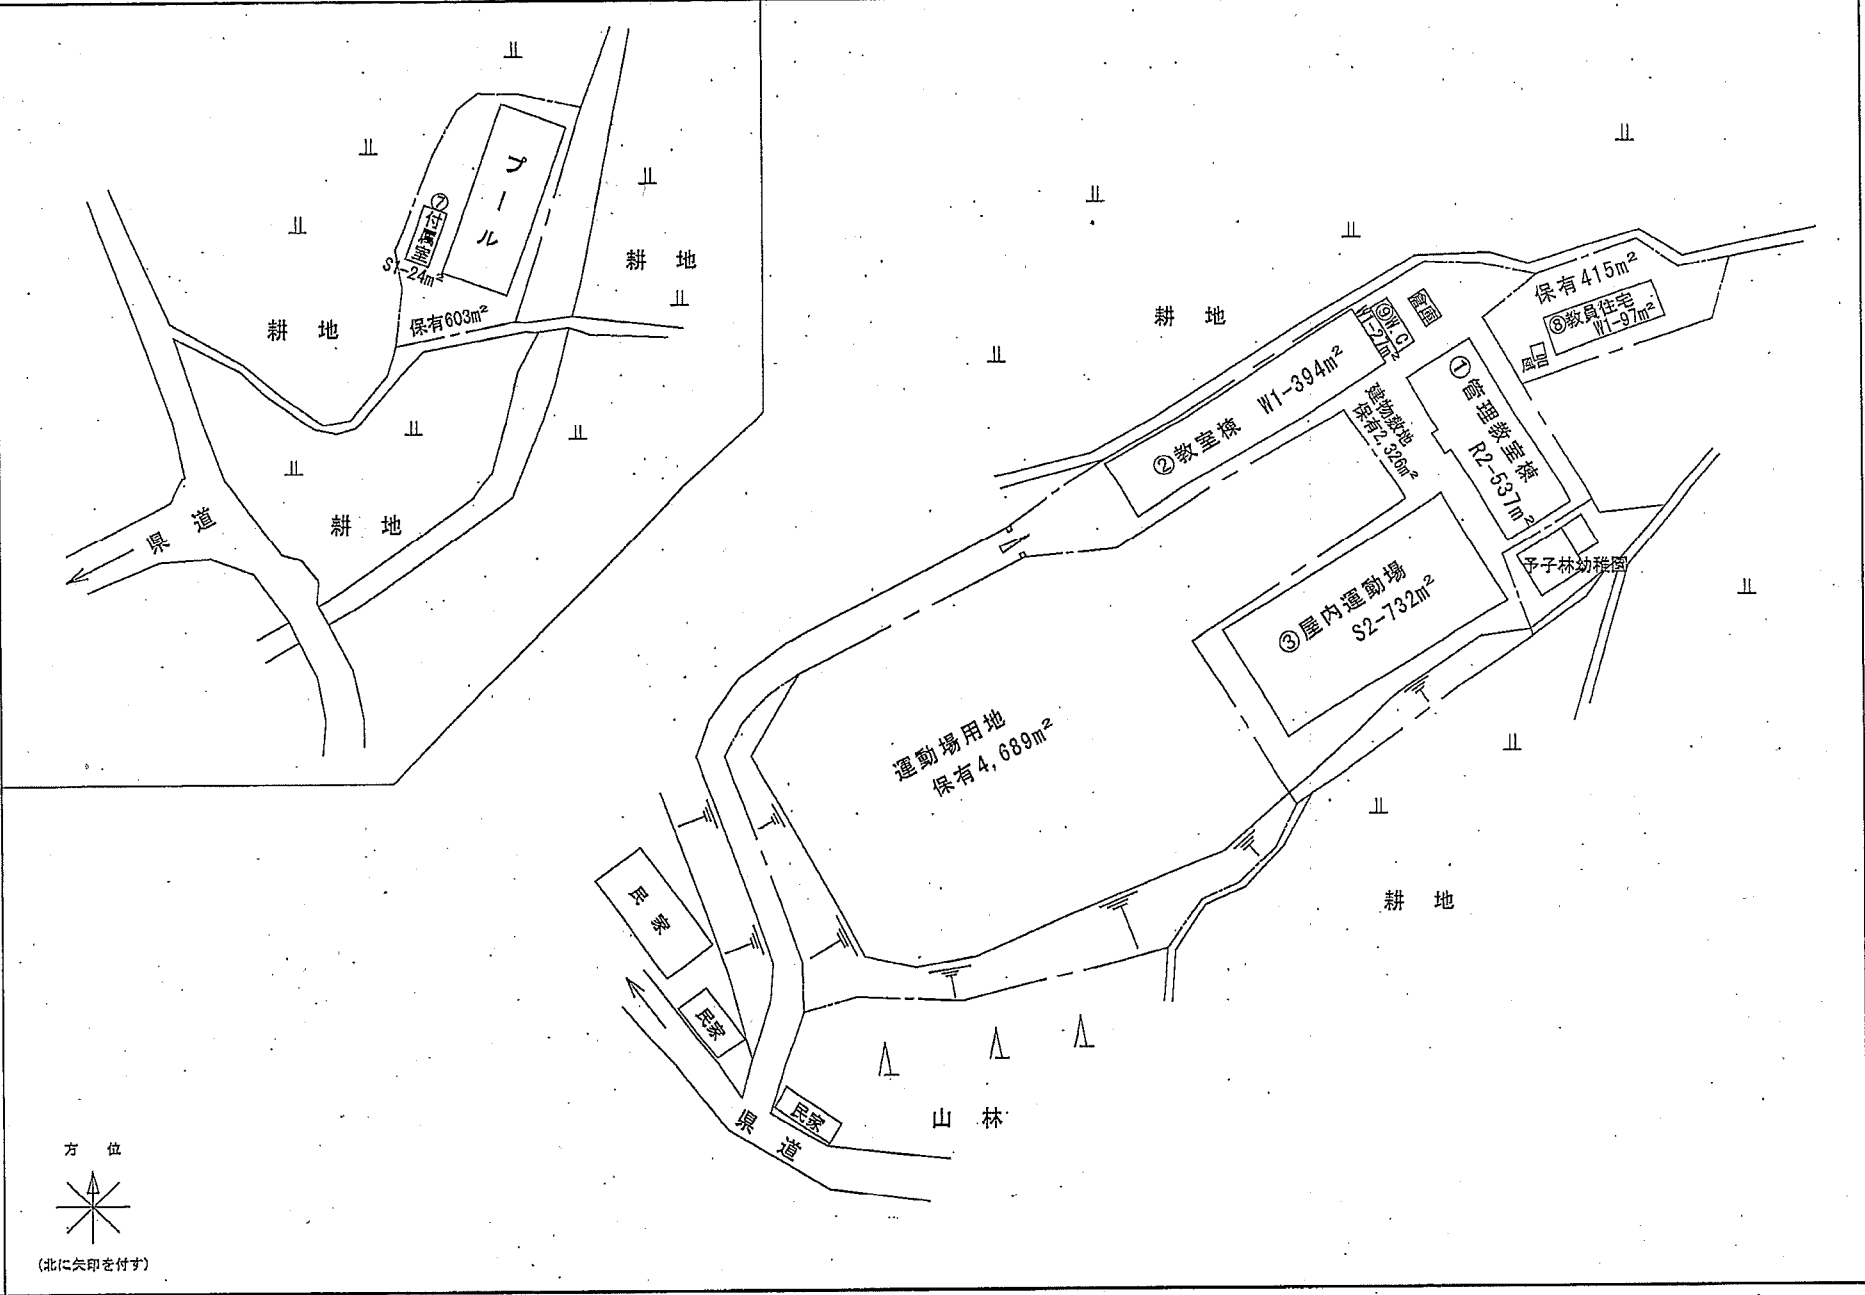 プール
⑦
付属室
S1-24m²
保有603m²
耕 地
耕 地
耕 地
県 道
保有415m²
⑧教員住宅
W1-97m²
倉庫
⑨W.C
W1-27m²
耕 地
①管理教室棟
R2-537m²
②教室棟 W1-394m²
建物敷地
保有2,326m²
予子林幼稚園
③屋内運動場
S2-732m²
運動場用地
保有4,689m²
耕 地
民 家
民家
民家
県 道
山 林
方 位
(北に矢印を付す)